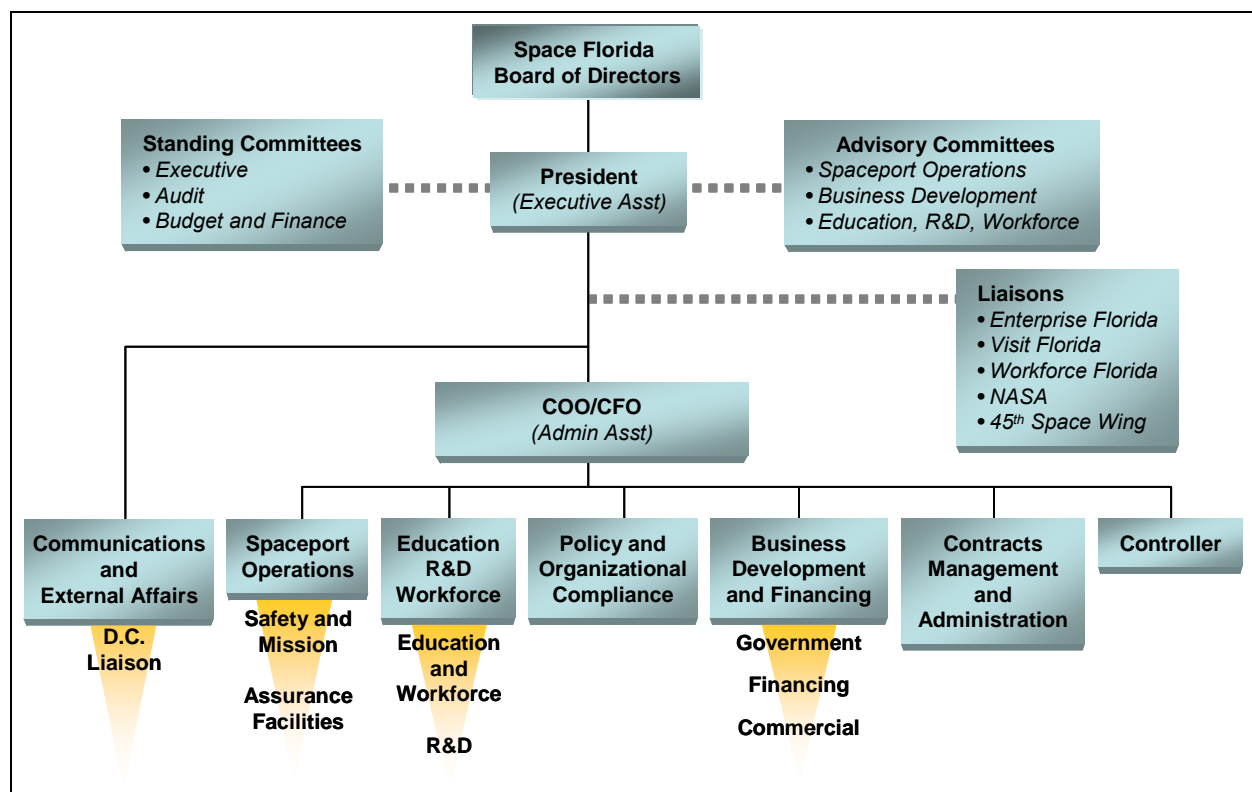 Space Florida
Board of Directors
Standing Committees
• Executive
• Audit
• Budget and Finance
President
(Executive Asst)
Advisory Committees
• Spaceport Operations
• Business Development
• Education, R&D, Workforce
Liaisons
• Enterprise Florida
• Visit Florida
• Workforce Florida
• NASA
• 45th Space Wing
COO/CFO
(Admin Asst)
Communications
and
External Affairs
D.C.
Liaison
Spaceport
Operations
Safety and
Mission
Assurance
Facilities
Education
R&D
Workforce
Education
and
Workforce
R&D
Policy and
Organizational
Compliance
Business
Development
and Financing
Government
Financing
Commercial
Contracts
Management
and
Administration
Controller